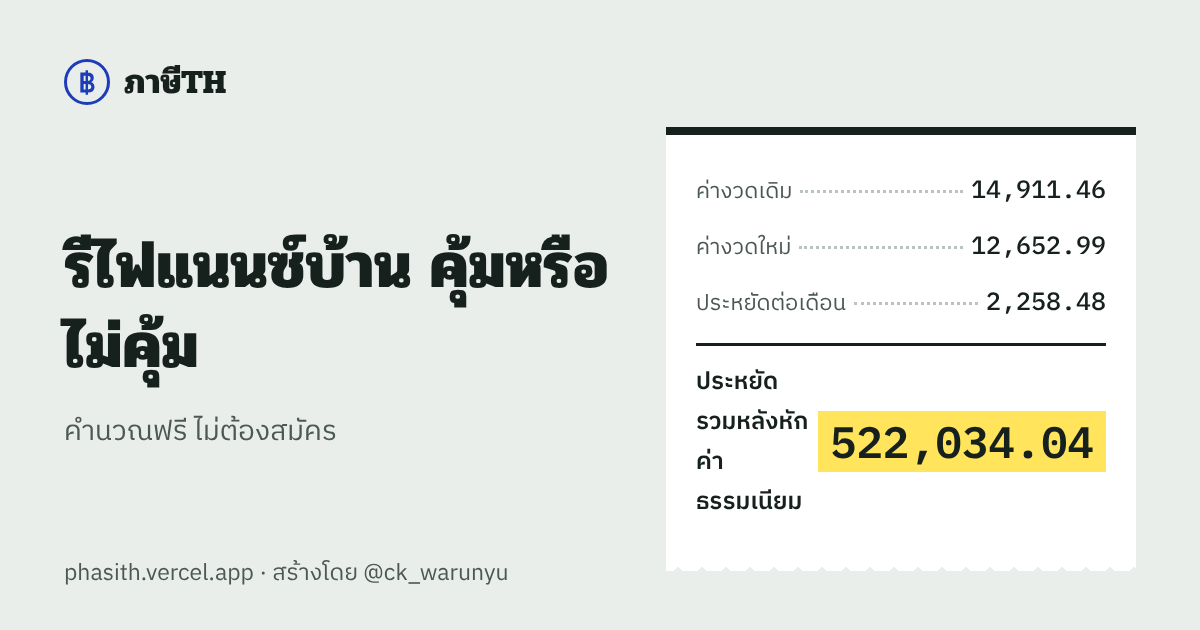 ฿ ภาษีTH
รีไฟแนนซ์บ้าน คุ้มหรือ
ไม่คุ้ม
คำนวณฟรี ไม่ต้องสมัคร
phasith.vercel.app · สร้างโดย @ck_warunyu
ค่างวดเดิม 14,911.46
ค่างวดใหม่ 12,652.99
ประหยัดต่อเดือน 2,258.48
ประหยัด
รวมหลังหัก
ค่า
ธรรมเนียม
522,034.04